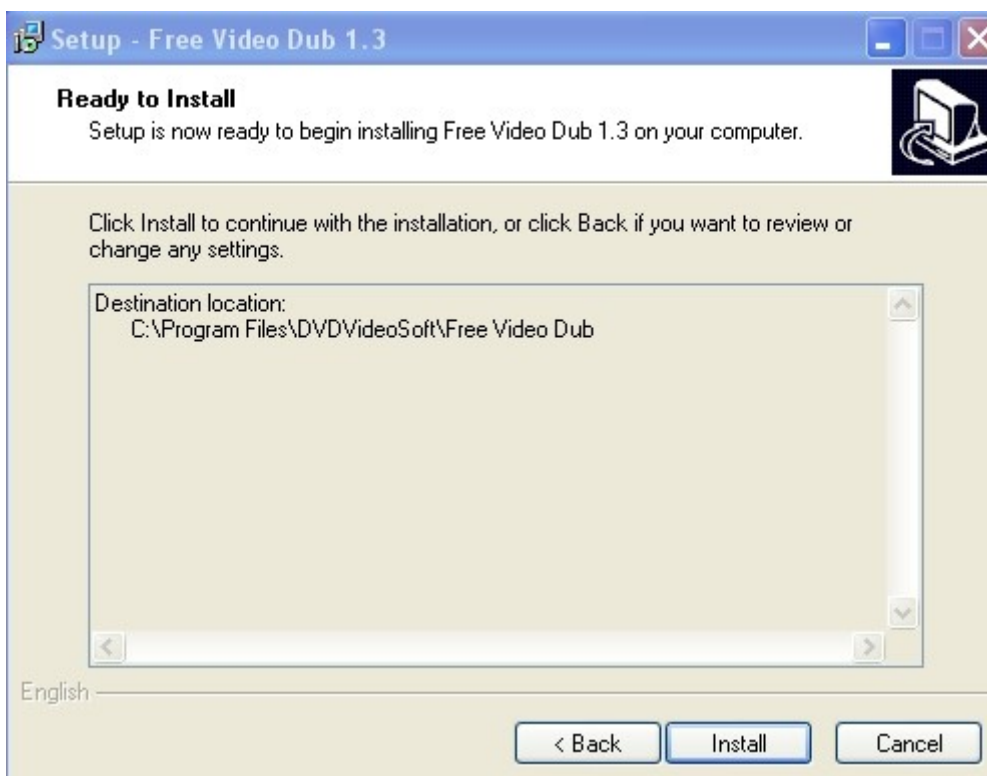 Setup - Free Video Dub 1.3
Ready to Install
Setup is now ready to begin installing Free Video Dub 1.3 on your computer.
Click Install to continue with the installation, or click Back if you want to review or
change any settings.
Destination location:
C:\Program Files\DVDVideoSoft\Free Video Dub
English
< Back
Install
Cancel